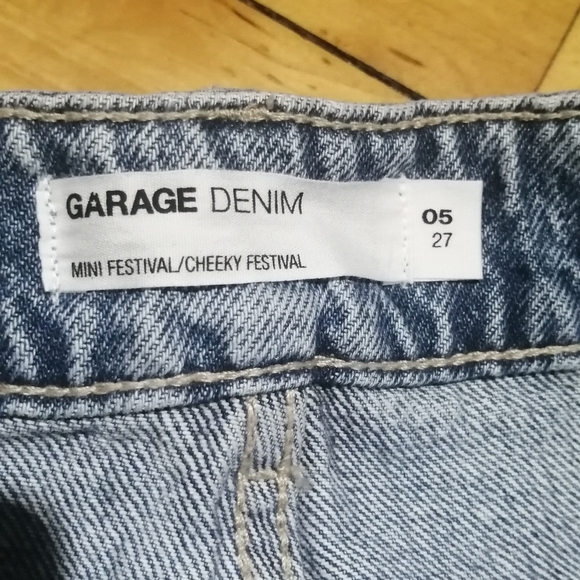 GARAGE DENIM
MINI FESTIVAL/CHEEKY FESTIVAL
05
27